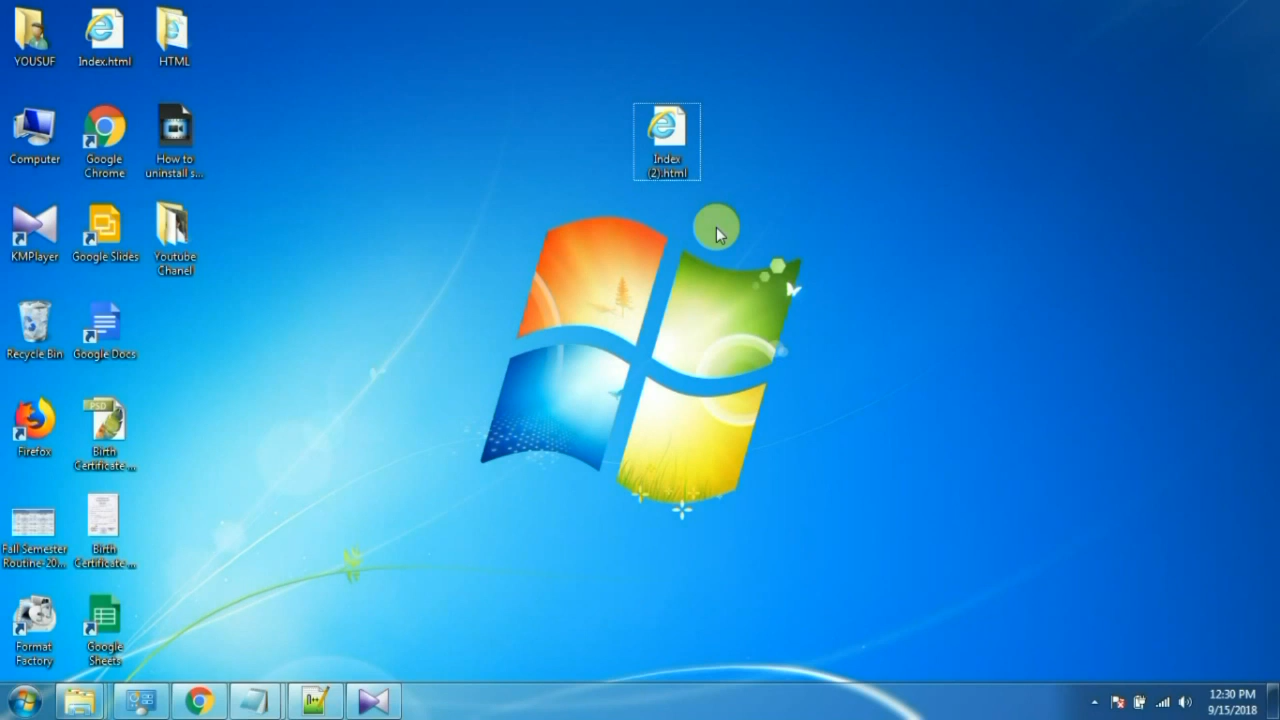 YOUSUF
Index.html
HTML
Computer
Google
Chrome
How to
uninstall s...
Index
(2).html
KMPlayer
Google Slides
Youtube
Chanel
Recycle Bin
Google Docs
Firefox
PSD
Birth
Certificate ...
Fall Semester
Routine-20...
Birth
Certificate ...
Format
Factory
Google
Sheets
12:30 PM
9/15/2018